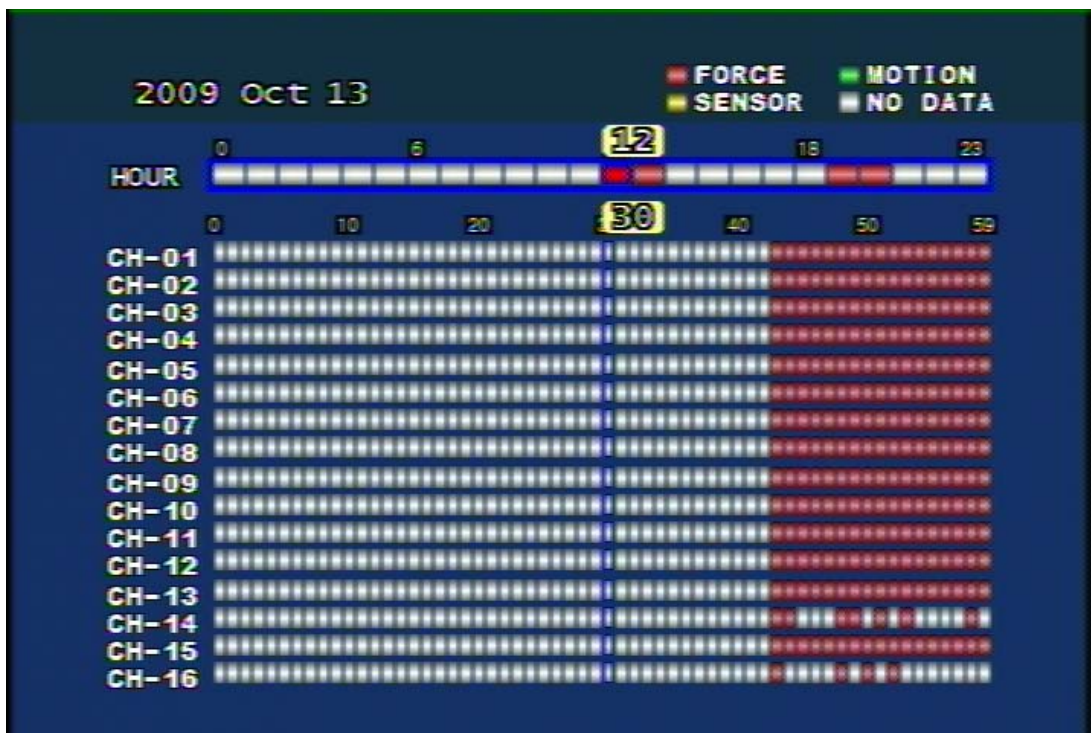 2009 Oct 13
FORCE MOTION
SENSOR NO DATA
0 6 12 18 23
HOUR
0 10 20 30 40 50 59
CH-01
CH-02
CH-03
CH-04
CH-05
CH-06
CH-07
CH-08
CH-09
CH-10
CH-11
CH-12
CH-13
CH-14
CH-15
CH-16